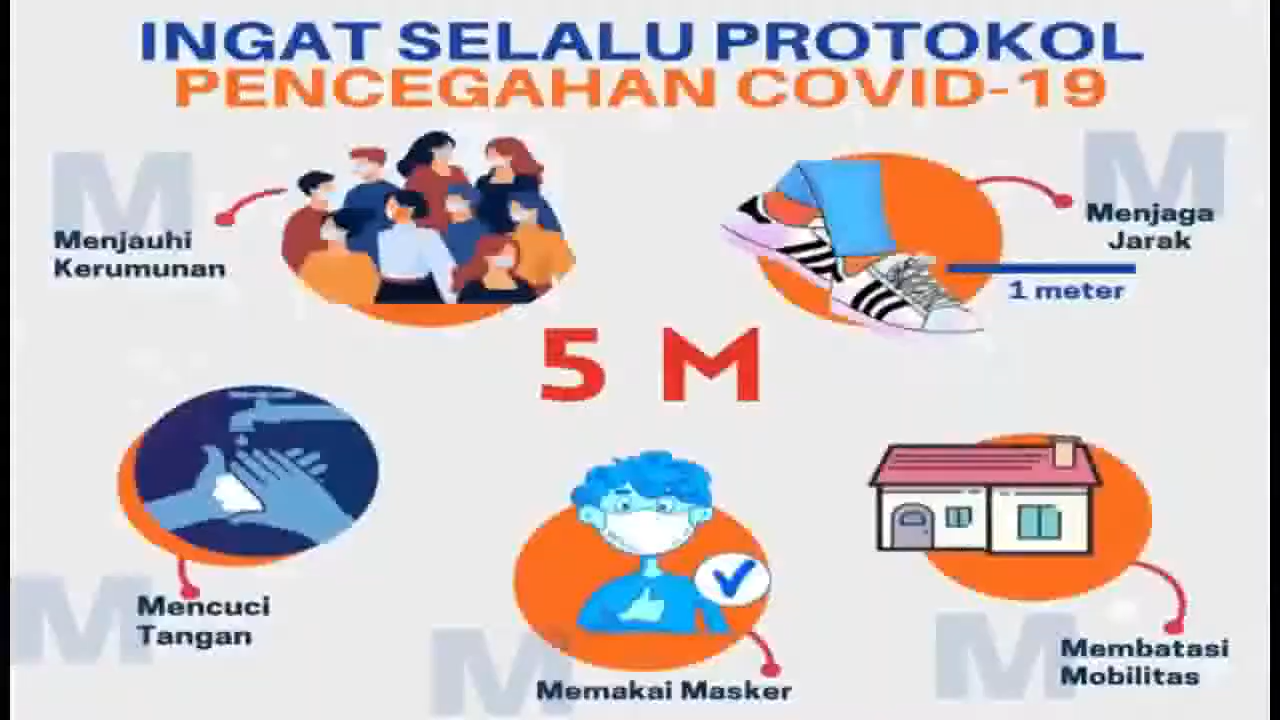 INGAT SELALU PROTOKOL
PENCEGAHAN COVID-19
M
Menjauhi
Kerumunan
M
Menjaga
Jarak
1 meter
5 M
M
Mencuci
Tangan
M
Memakai Masker
M
Membatasi
Mobilitas